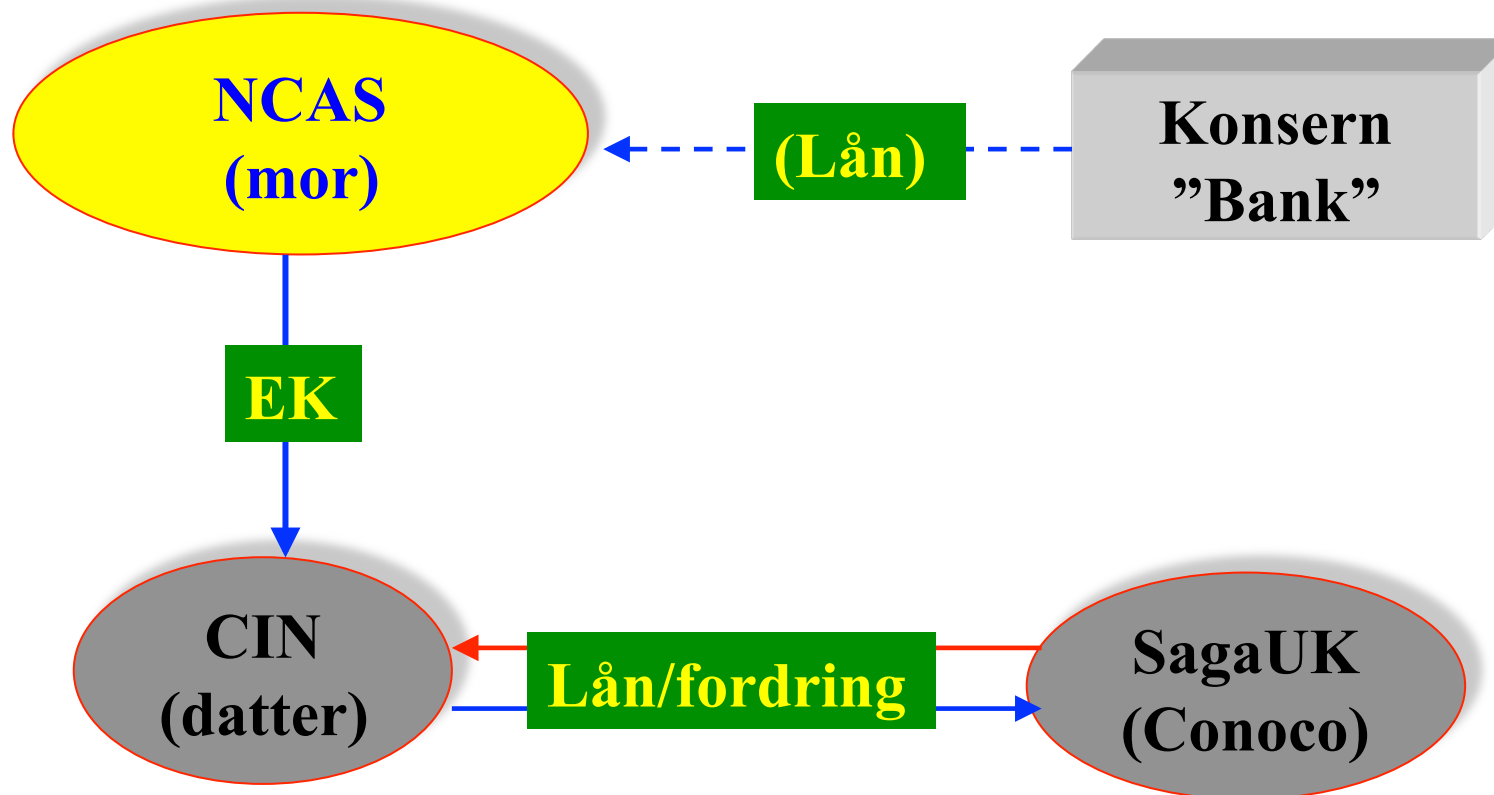 NCAS
(mor)
(Lån)
Konsern
”Bank”
EK
CIN
(datter)
Lån/fordring
SagaUK
(Conoco)